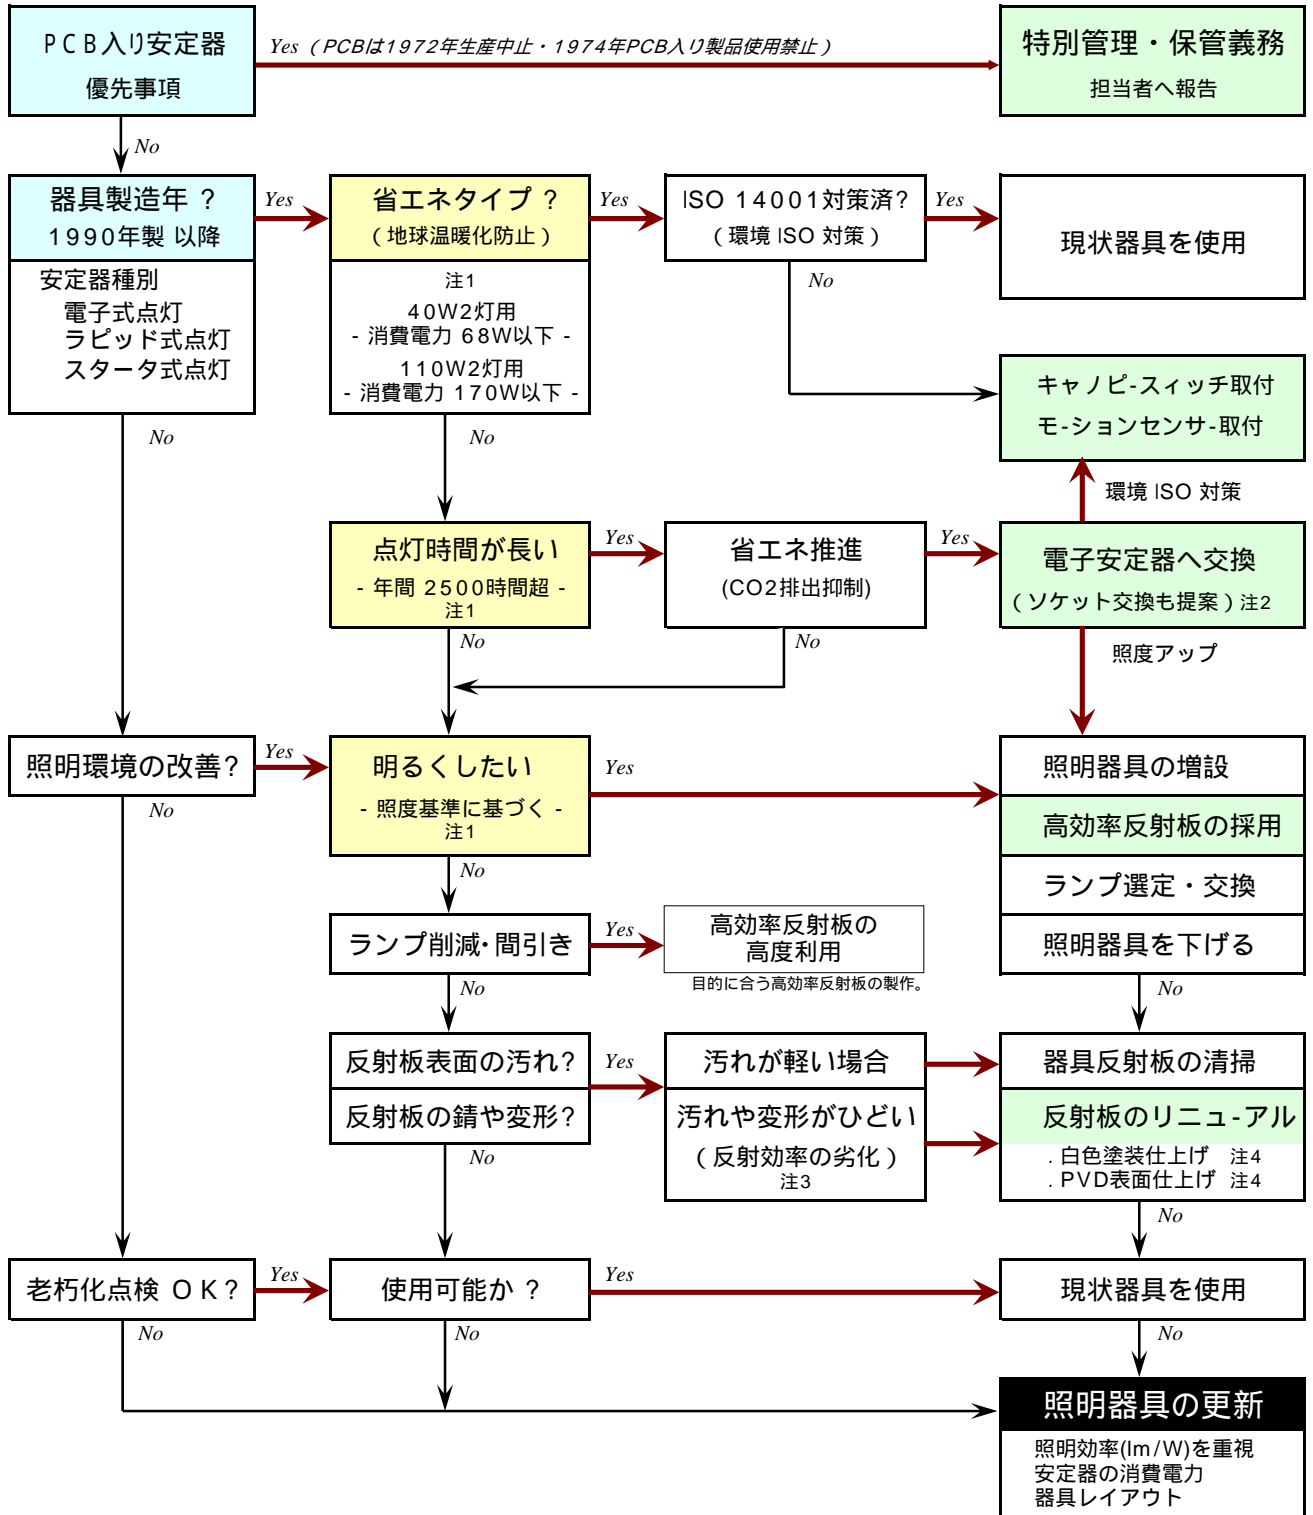 PCB入り安定器
優先事項
Yes (PCBは1972年生産中止・1974年PCB入り製品使用禁止)
特別管理・保管義務
担当者へ報告
No
器具製造年 ?
1990年製 以降
安定器種別
電子式点灯
ラピッド式点灯
スタータ式点灯
Yes
省エネタイプ ?
(地球温暖化防止)
注1
40W2灯用
- 消費電力 68W以下 -
110W2灯用
- 消費電力 170W以下 -
Yes
ISO 14001対策済?
(環境 ISO 対策)
Yes
現状器具を使用
No
キャノピ-スィッチ取付
モ-ションセンサ-取付
No
No
環境 ISO 対策
点灯時間が長い
- 年間 2500時間超 -
注1
Yes
省エネ推進
(CO2排出抑制)
Yes
電子安定器へ交換
(ソケット交換も提案)注2
No
No
照度アップ
照明環境の改善?
Yes
明るくしたい
- 照度基準に基づく -
注1
Yes
照明器具の増設
高効率反射板の採用
ランプ選定・交換
照明器具を下げる
No
No
ランプ削減・間引き
Yes
高効率反射板の
高度利用
目的に合う高効率反射板の製作。
No
No
反射板表面の汚れ?
反射板の錆や変形?
Yes
汚れが軽い場合
汚れや変形がひどい
(反射効率の劣化)
注3
器具反射板の清掃
反射板のリニュ-アル
. 白色塗装仕上げ 注4
. PVD表面仕上げ 注4
No
No
老朽化点検 OK?
Yes
使用可能か ?
Yes
現状器具を使用
No
No
No
照明器具の更新
照明効率(lm/W)を重視
安定器の消費電力
器具レイアウト